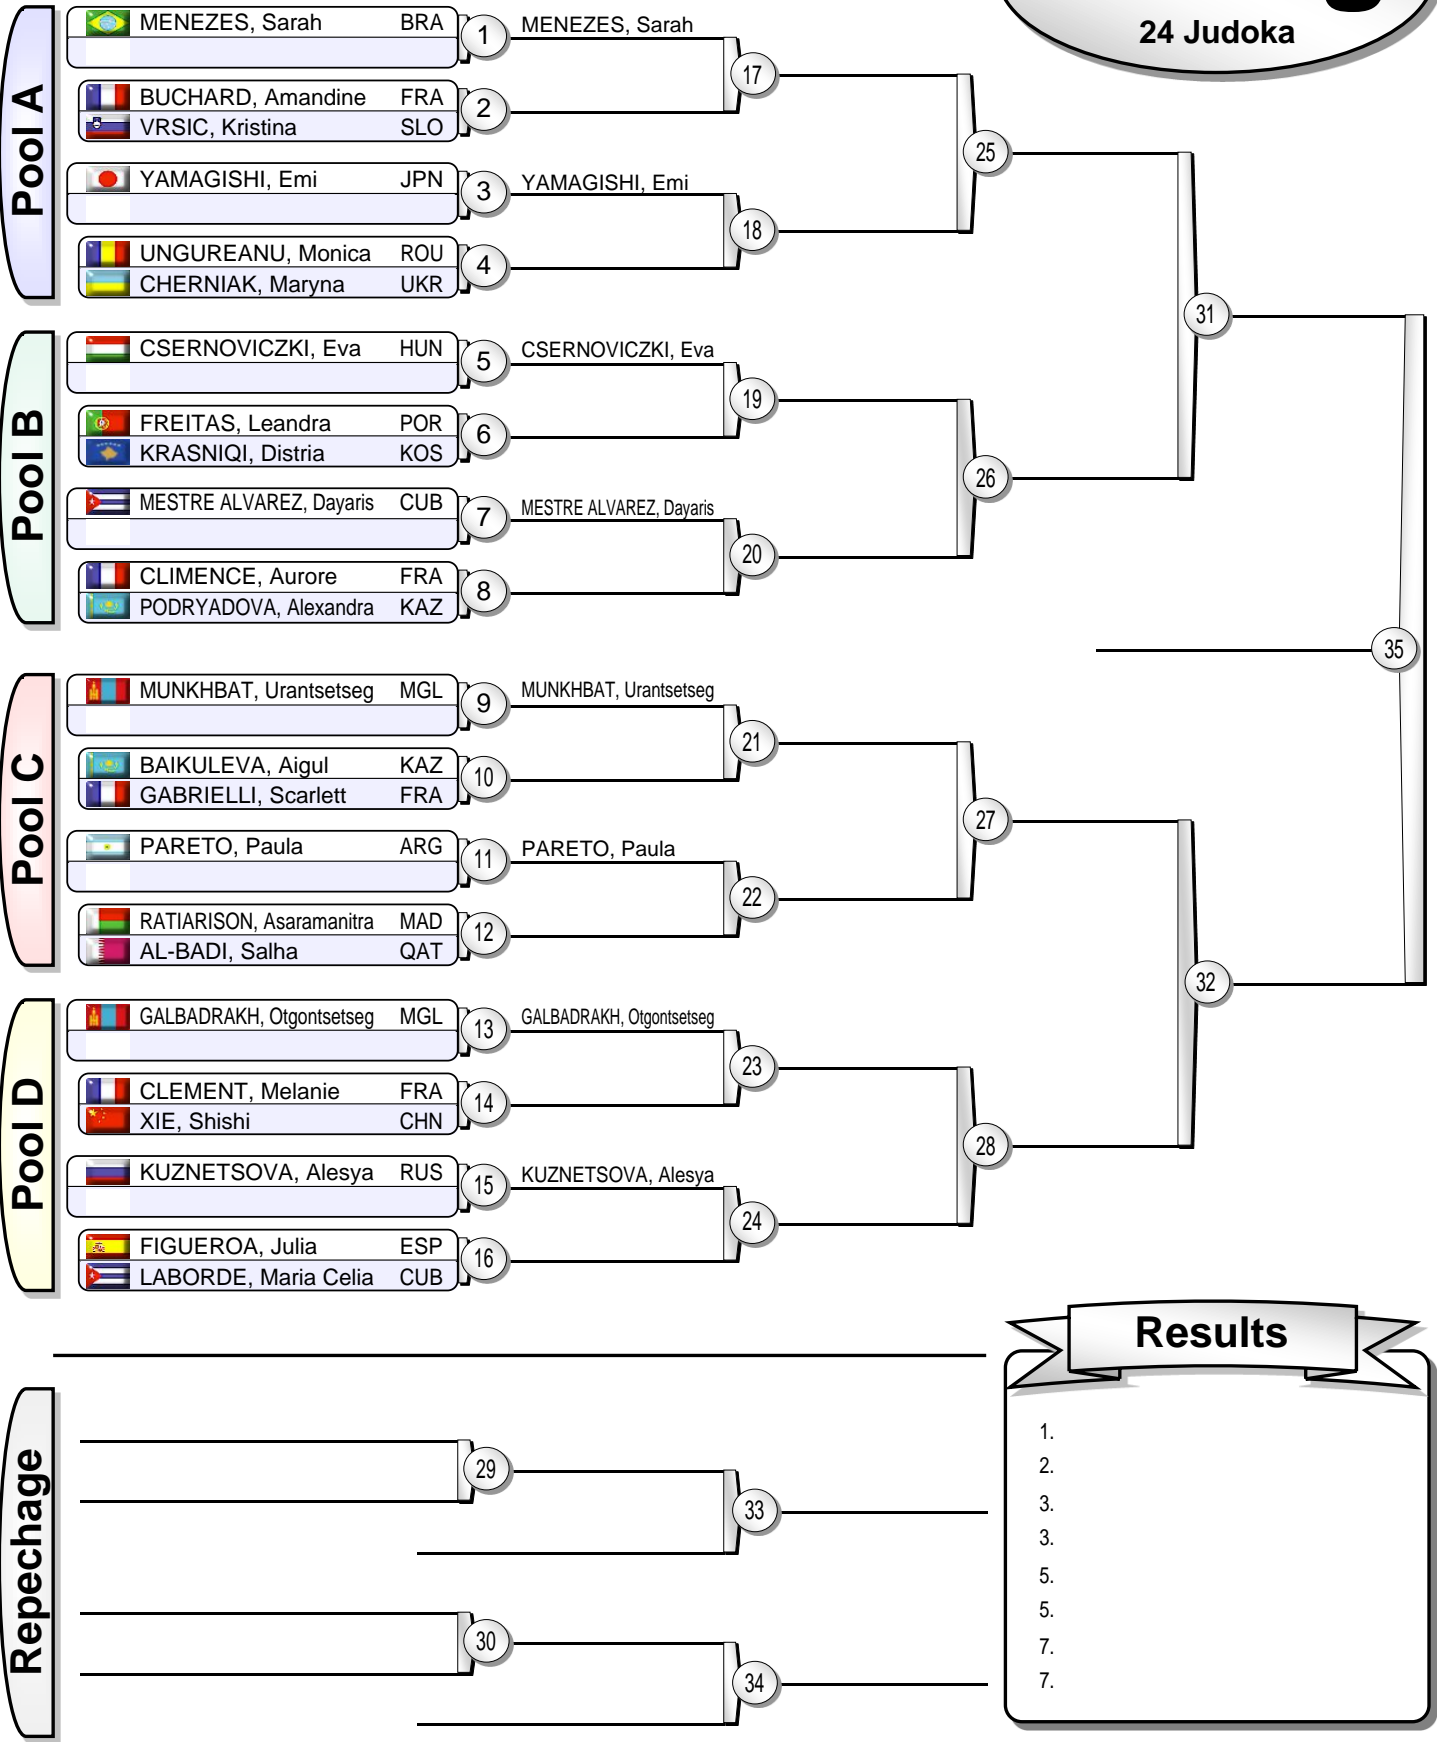 24 Judoka
Pool A
MENEZES, Sarah BRA 1 MENEZES, Sarah
17
BUCHARD, Amandine FRA 2
VRSIC, Kristina SLO
25
YAMAGISHI, Emi JPN 3 YAMAGISHI, Emi
18
UNGUREANU, Monica ROU 4
CHERNIAK, Maryna UKR
31
Pool B
CSERNOVICZKI, Eva HUN 5 CSERNOVICZKI, Eva
19
FREITAS, Leandra POR 6
KRASNIQI, Distria KOS
26
MESTRE ALVAREZ, Dayaris CUB 7 MESTRE ALVAREZ, Dayaris
20
CLIMENCE, Aurore FRA 8
PODRYADOVA, Alexandra KAZ
35
Pool C
MUNKHBAT, Urantsetseg MGL 9 MUNKHBAT, Urantsetseg
21
BAIKULEVA, Aigul KAZ 10
GABRIELLI, Scarlett FRA
27
PARETO, Paula ARG 11 PARETO, Paula
22
RATIARISON, Asaramanitra MAD 12
AL-BADI, Salha QAT
32
Pool D
GALBADRAKH, Otgontsetseg MGL 13 GALBADRAKH, Otgontsetseg
23
CLEMENT, Melanie FRA 14
XIE, Shishi CHN
28
KUZNETSOVA, Alesya RUS 15 KUZNETSOVA, Alesya
24
FIGUEROA, Julia ESP 16
LABORDE, Maria Celia CUB
Repechage
29
33
30
34
Results
1.
2.
3.
3.
5.
5.
7.
7.